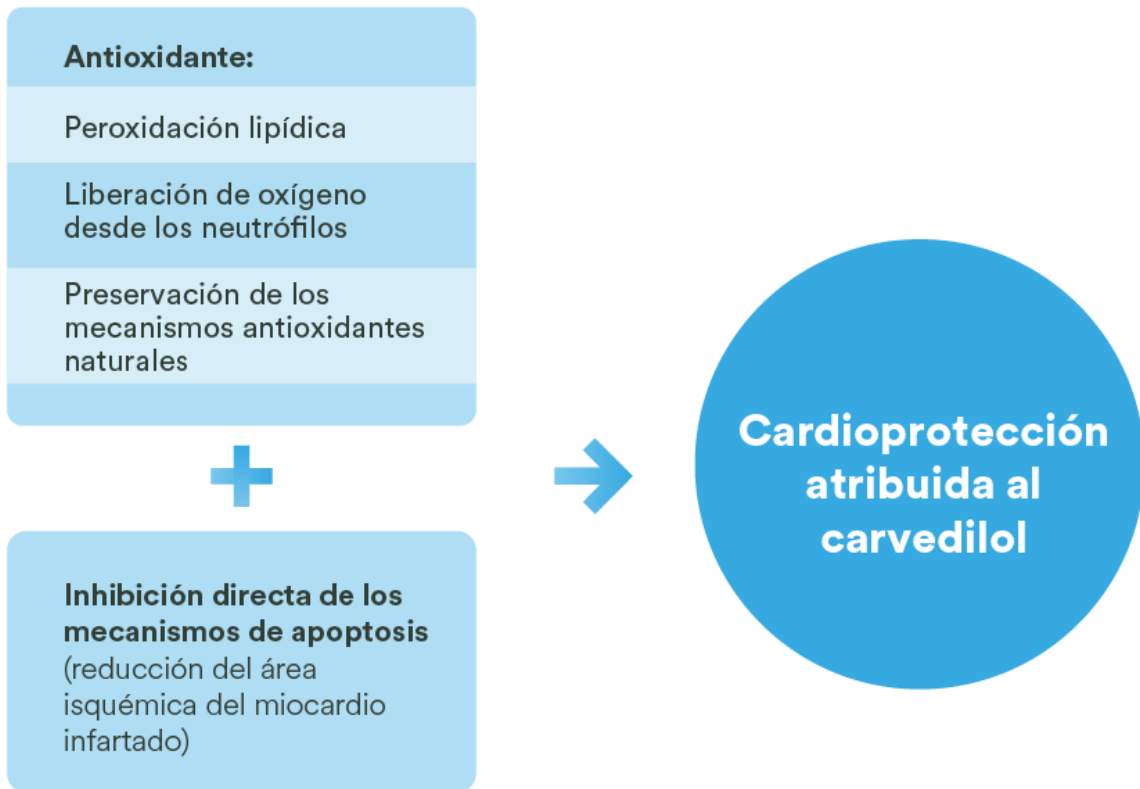 Antioxidante:
Peroxidación lipídica
Liberación de oxígeno
desde los neutrófilos
Preservación de los
mecanismos antioxidantes
naturales
Inhibición directa de los
mecanismos de apoptosis
(reducción del área
isquémica del miocardio
infartado)
Cardioprotección
atribuida al
carvedilol